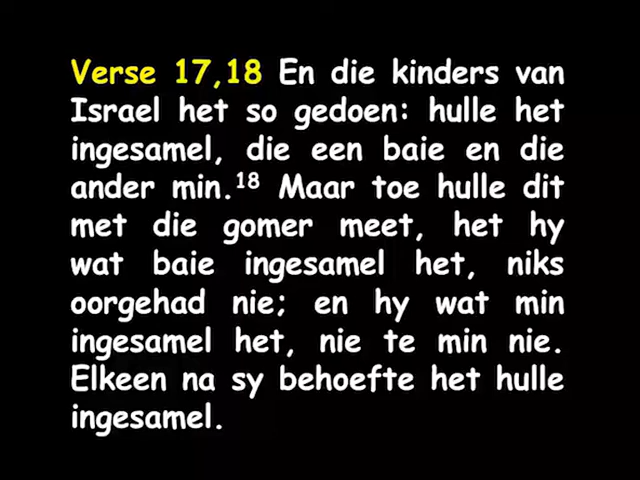 Verse 17,18 En die kinders van
Israel het so gedoen: hulle het
ingesamel, die een baie en die
ander min.18 Maar toe hulle dit
met die gomer meet, het hy
wat baie ingesamel het, niks
oorgehad nie; en hy wat min
ingesamel het, nie te min nie.
Elkeen na sy behoefte het hulle
ingesamel.